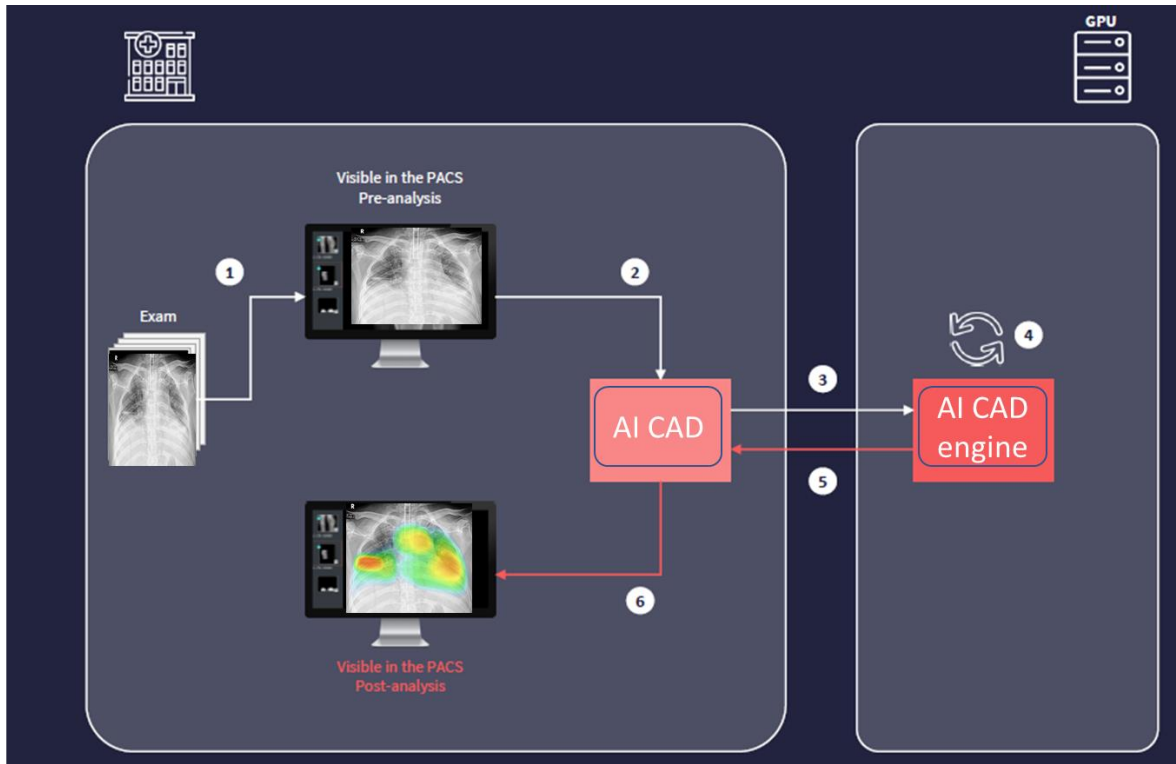 GPU
Visible in the PACS
Pre-analysis
1
2
R
Exam
4
3
AI CAD
AI CAD
engine
5
R
6
Visible in the PACS
Post-analysis